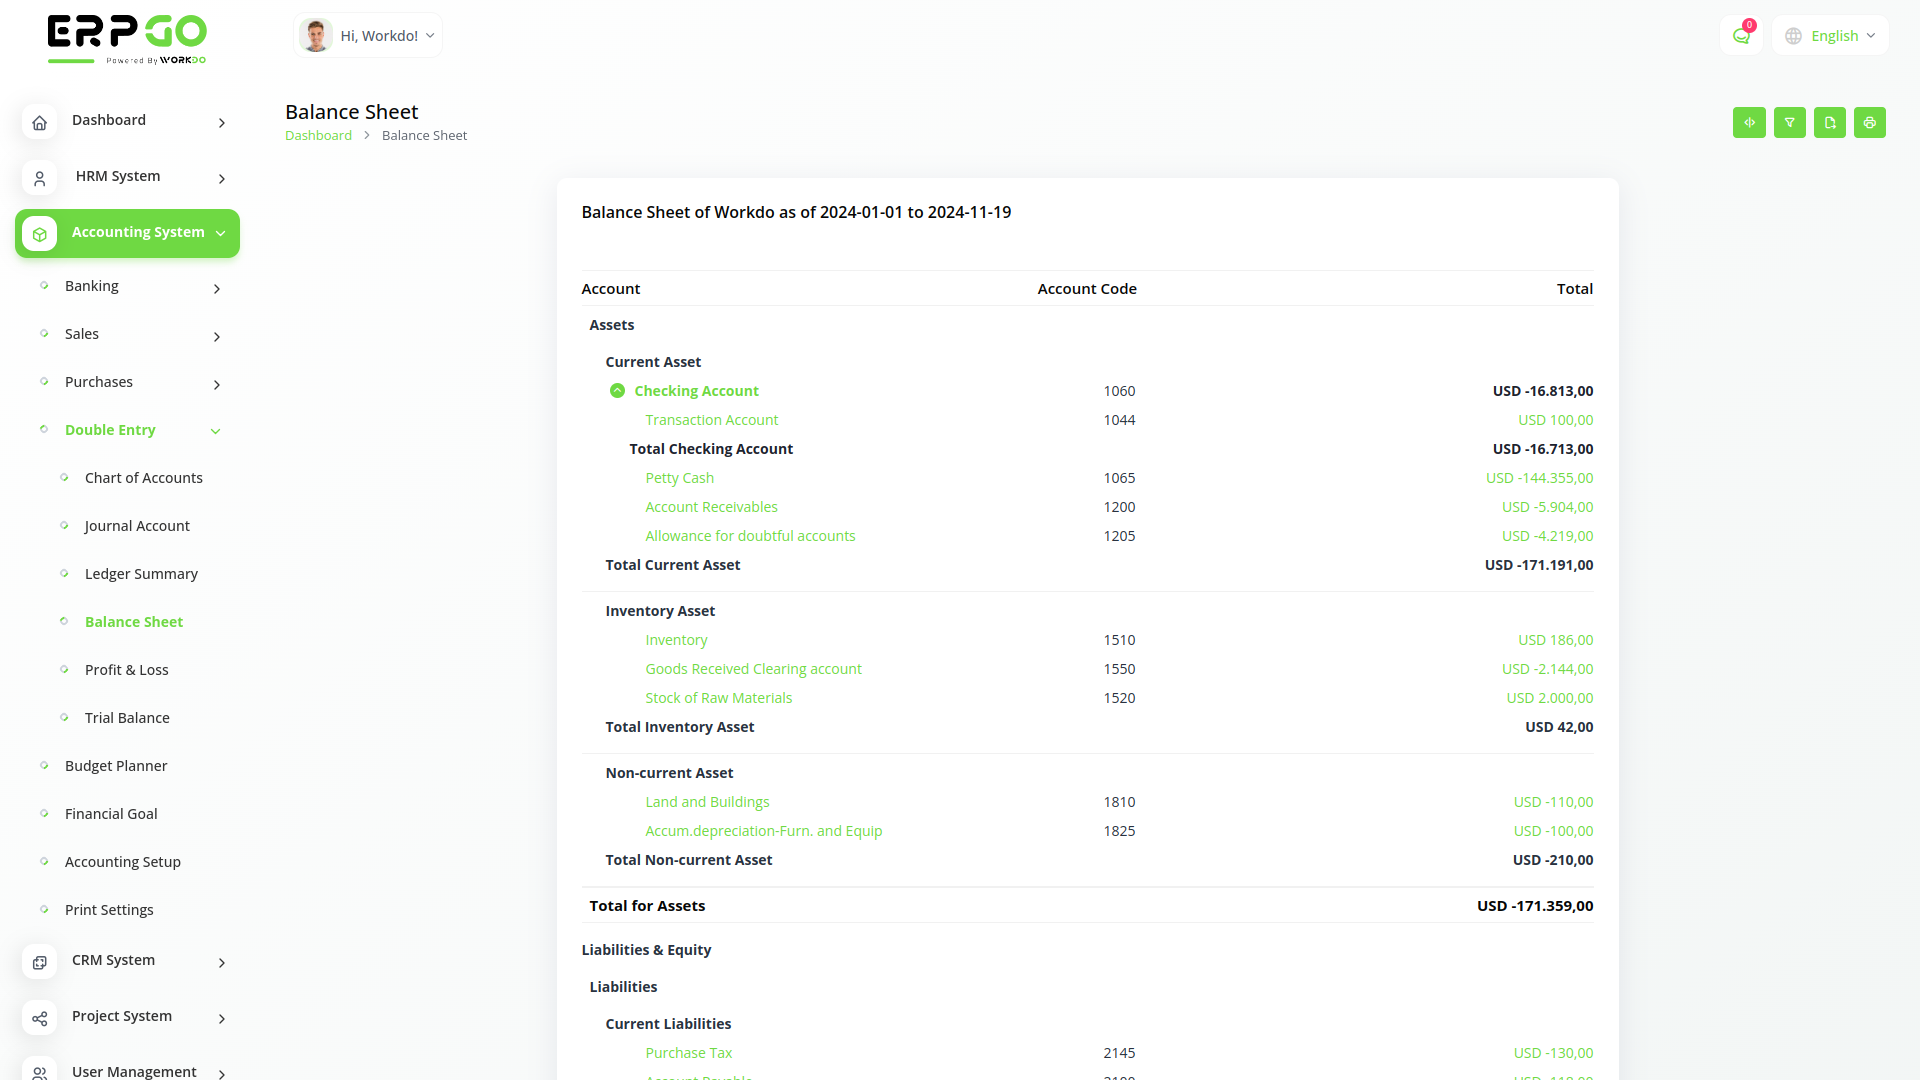 ERPGO
Powered By WORKDO
Hi, Workdo!
0
English
Dashboard
HRM System
Accounting System
Banking
Sales
Purchases
Double Entry
Chart of Accounts
Journal Account
Ledger Summary
Balance Sheet
Profit & Loss
Trial Balance
Budget Planner
Financial Goal
Accounting Setup
Print Settings
CRM System
Project System
User Management
Balance Sheet
Dashboard > Balance Sheet
Balance Sheet of Workdo as of 2024-01-01 to 2024-11-19
Account Account Code Total
Assets
Current Asset
Checking Account 1060 USD -16.813,00
Transaction Account 1044 USD 100,00
Total Checking Account USD -16.713,00
Petty Cash 1065 USD -144.355,00
Account Receivables 1200 USD -5.904,00
Allowance for doubtful accounts 1205 USD -4.219,00
Total Current Asset USD -171.191,00
Inventory Asset
Inventory 1510 USD 186,00
Goods Received Clearing account 1550 USD -2.144,00
Stock of Raw Materials 1520 USD 2.000,00
Total Inventory Asset USD 42,00
Non-current Asset
Land and Buildings 1810 USD -110,00
Accum.depreciation-Furn. and Equip 1825 USD -100,00
Total Non-current Asset USD -210,00
Total for Assets USD -171.359,00
Liabilities & Equity
Liabilities
Current Liabilities
Purchase Tax 2145 USD -130,00